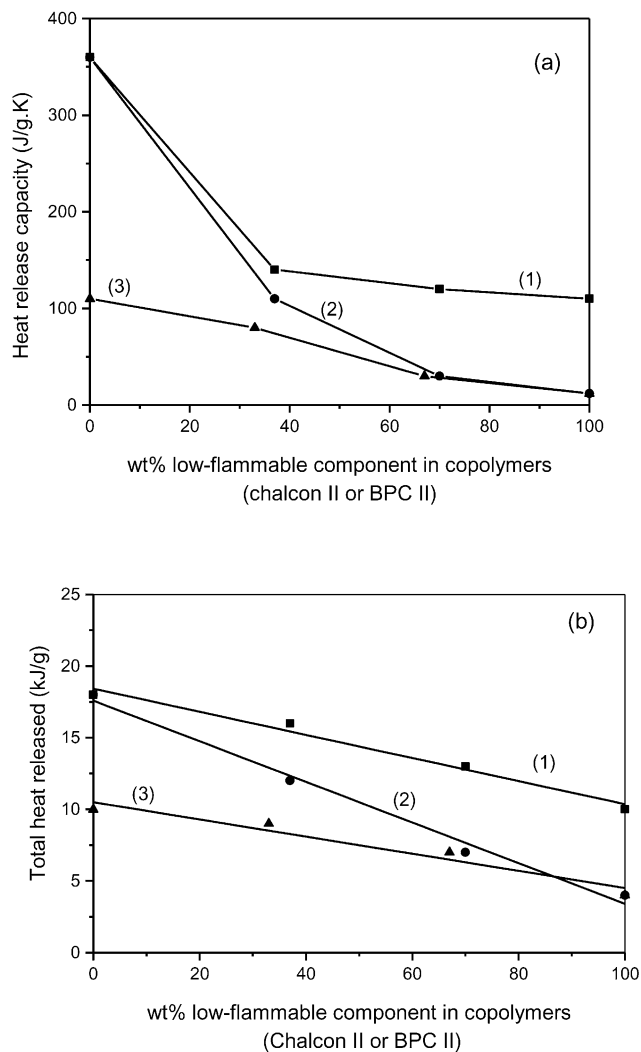 400
(a)
300
Heat release capacity (J/g.K)
200
(1)
(3)
100
(2)
0
0 20 40 60 80 100
wt% low-flammable component in copolymers
(chalcon II or BPC II)
25
(b)
20
Total heat released (kJ/g)
15
(1)
(3)
(2)
10
5
0
0 20 40 60 80 100
wt% low-flammable component in copolymers
(Chalcon II or BPC II)